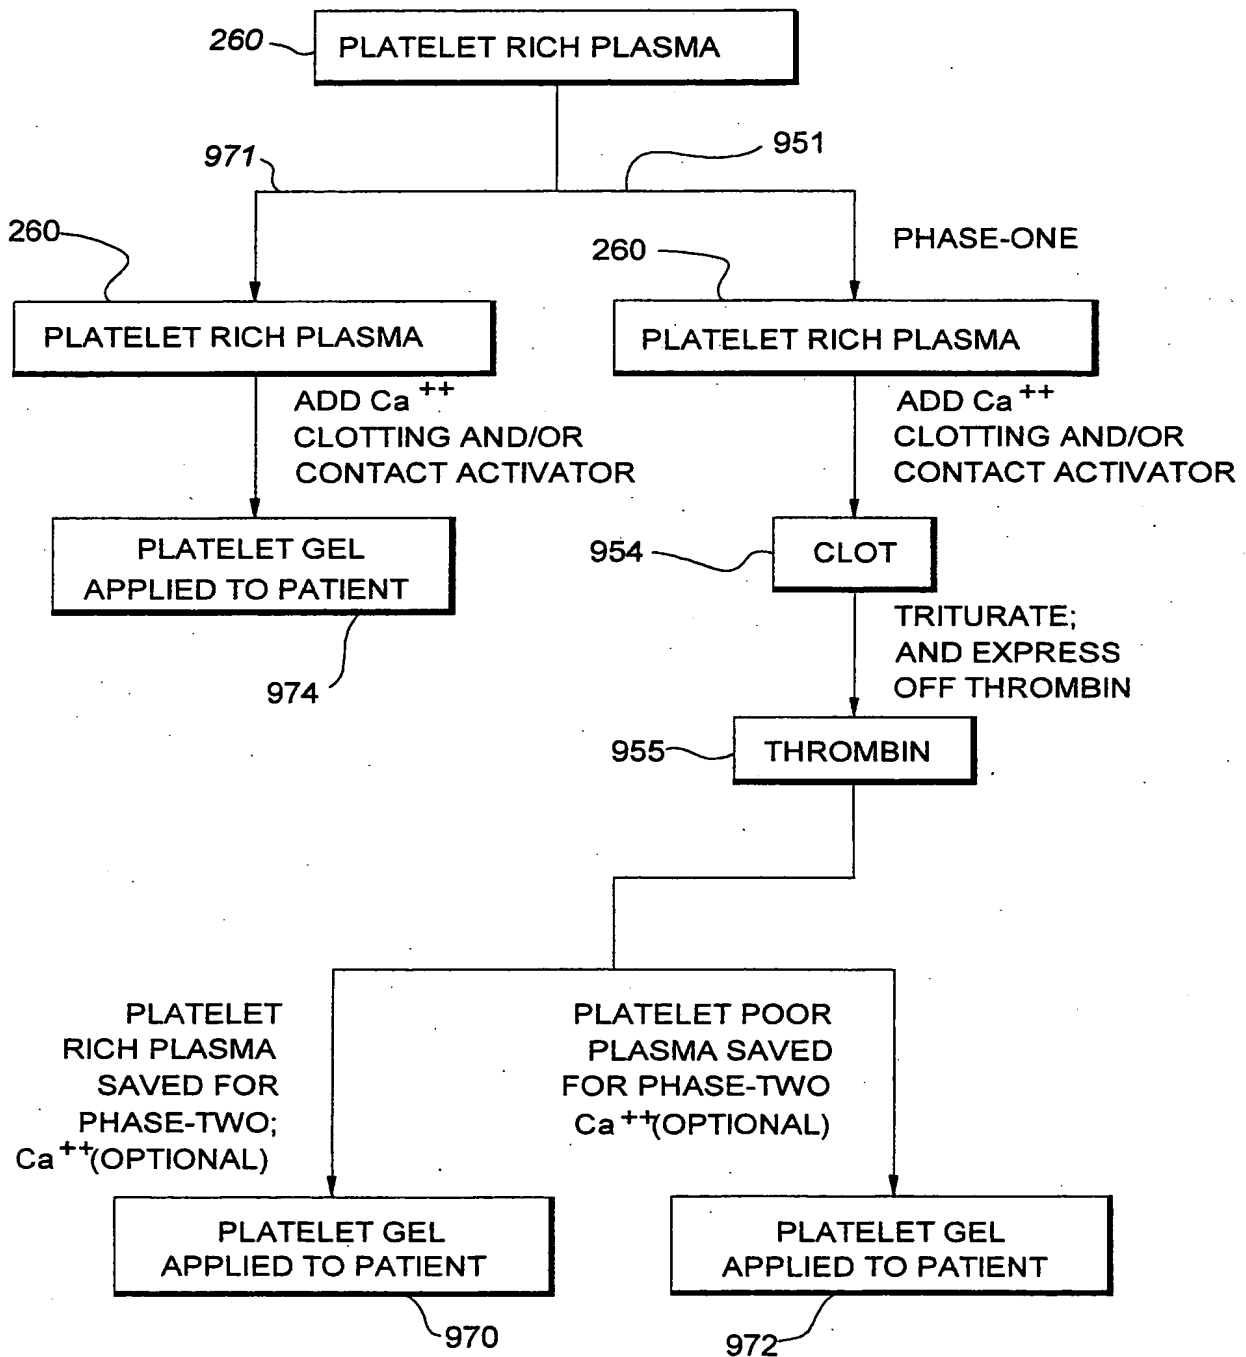 260
PLATELET RICH PLASMA
971
951
260
PHASE-ONE
260
PLATELET RICH PLASMA
PLATELET RICH PLASMA
ADD Ca++
CLOTTING AND/OR
CONTACT ACTIVATOR
ADD Ca++
CLOTTING AND/OR
CONTACT ACTIVATOR
PLATELET GEL
APPLIED TO PATIENT
974
954
CLOT
TRITURATE;
AND EXPRESS
OFF THROMBIN
955
THROMBIN
PLATELET
RICH PLASMA
SAVED FOR
PHASE-TWO;
Ca++(OPTIONAL)
PLATELET POOR
PLASMA SAVED
FOR PHASE-TWO
Ca++(OPTIONAL)
PLATELET GEL
APPLIED TO PATIENT
970
PLATELET GEL
APPLIED TO PATIENT
972